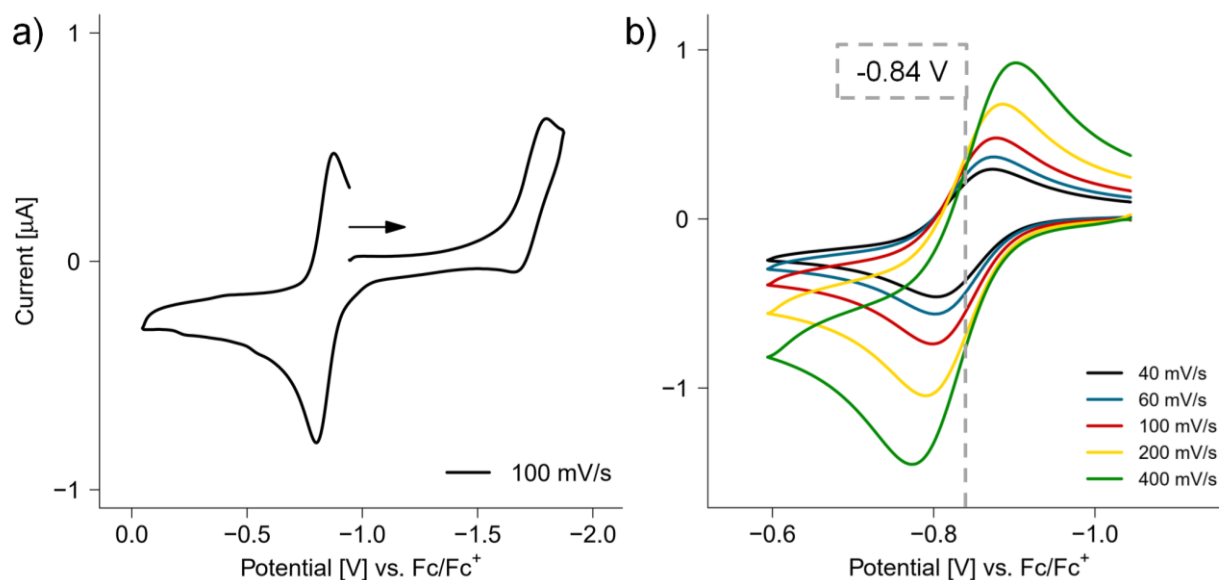 a)
1
0
−1
Current [µA]
0.0
−0.5
−1.0
−1.5
−2.0
Potential [V] vs. Fc/Fc⁺
100 mV/s
b)
1
0
−1
-0.84 V
−0.6
−0.8
−1.0
Potential [V] vs. Fc/Fc⁺
40 mV/s
60 mV/s
100 mV/s
200 mV/s
400 mV/s